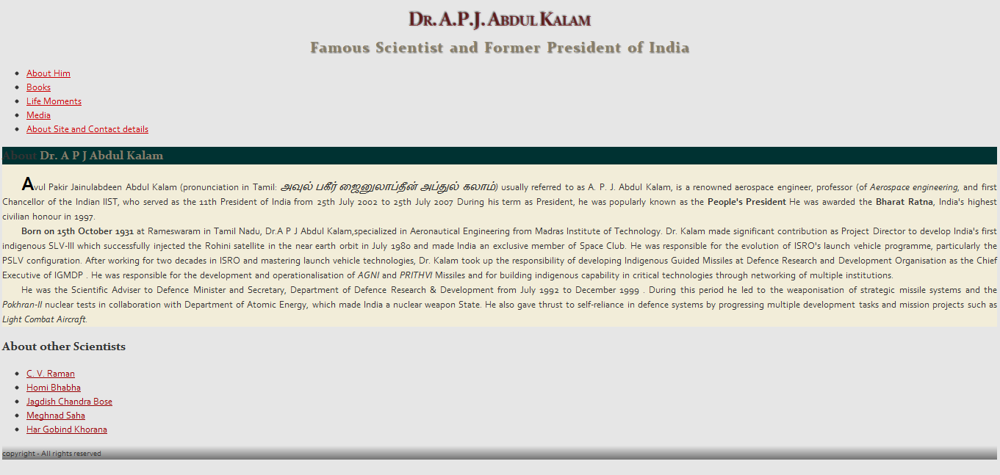 Dr. A.P.J. Abdul Kalam
Famous Scientist and Former President of India
About Him
Books
Life Moments
Media
About Site and Contact details
About Dr. A P J Abdul Kalam
Avul Pakir Jainulabdeen Abdul Kalam (pronunciation in Tamil: அவுல் பகீர் ஜைனுலாப்தீன் அப்துல் கலாம்) usually referred to as A. P. J. Abdul Kalam, is a renowned aerospace engineer, professor (of Aerospace engineering, and first
Chancellor of the Indian IIST, who served as the 11th President of India from 25th July 2002 to 25th July 2007 During his term as President, he was popularly known as the People's President He was awarded the Bharat Ratna, India's highest
civilian honour in 1997.
Born on 15th October 1931 at Rameswaram in Tamil Nadu, Dr.A P J Abdul Kalam,specialized in Aeronautical Engineering from Madras Institute of Technology. Dr. Kalam made significant contribution as Project Director to develop India's first
indigenous SLV-III which successfully injected the Rohini satellite in the near earth orbit in July 1980 and made India an exclusive member of Space Club. He was responsible for the evolution of ISRO's launch vehicle programme, particularly the
PSLV configuration. After working for two decades in ISRO and mastering launch vehicle technologies, Dr. Kalam took up the responsibility of developing Indigenous Guided Missiles at Defence Research and Development Organisation as the Chief
Executive of IGMDP . He was responsible for the development and operationalisation of AGNI and PRITHVI Missiles and for building indigenous capability in critical technologies through networking of multiple institutions.
He was the Scientific Adviser to Defence Minister and Secretary, Department of Defence Research & Development from July 1992 to December 1999 . During this period he led to the weaponisation of strategic missile systems and the
Pokhran-II nuclear tests in collaboration with Department of Atomic Energy, which made India a nuclear weapon State. He also gave thrust to self-reliance in defence systems by progressing multiple development tasks and mission projects such as
Light Combat Aircraft.
About other Scientists
C. V. Raman
Homi Bhabha
Jagdish Chandra Bose
Meghnad Saha
Har Gobind Khorana
copyright - All rights reserved